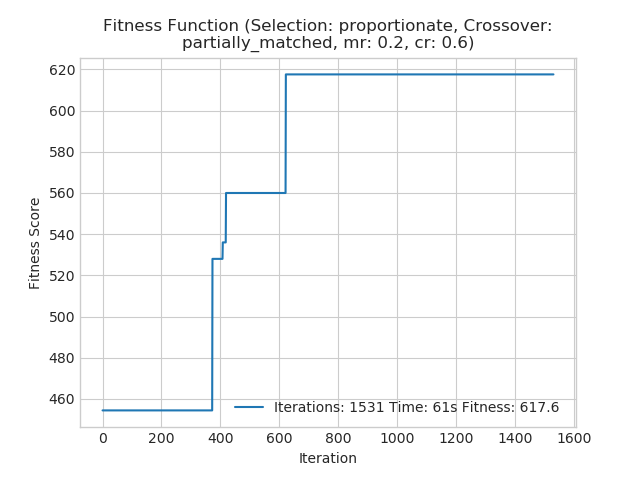 Fitness Function (Selection: proportionate, Crossover:
partially_matched, mr: 0.2, cr: 0.6)
620
600
580
560
540
520
500
480
460
Fitness Score
Iterations: 1531 Time: 61s Fitness: 617.6
0 200 400 600 800 1000 1200 1400 1600
Iteration